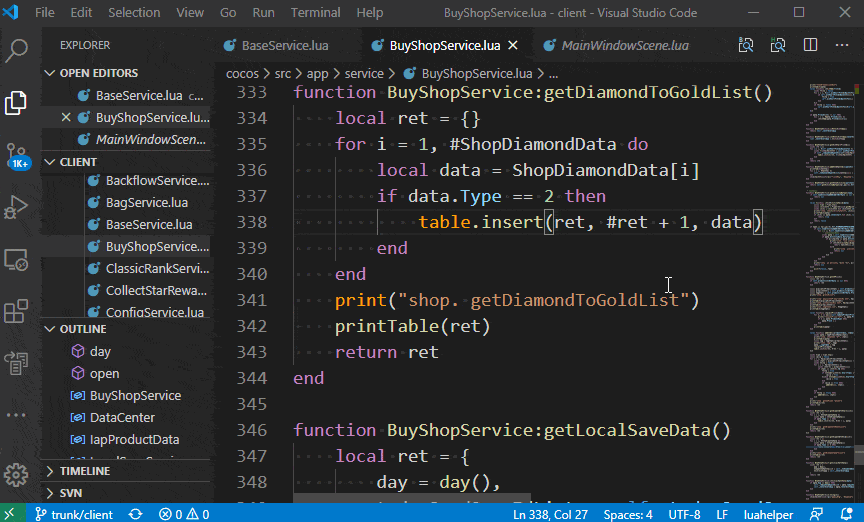 File Edit Selection View Go Run Terminal Help BuyShopService.lua - client - Visual Studio Code
EXPLORER
OPEN EDITORS
BaseService.lua c...
BuyShopService.lu...
MainWindowScen...
CLIENT
BackflowService....
BagService.lua
BaseService.lua
BuyShopService....
ClassicRankServi...
CollectStarRewa...
ConfigService.lua
OUTLINE
day
open
BuyShopService
DataCenter
IapProductData
TIMELINE
SVN
1K+
BaseService.lua BuyShopService.lua MainWindowScene.lua
cocos > src > app > service > BuyShopService.lua > ...
333 function BuyShopService:getDiamondToGoldList()
334 local ret = {}
335 for i = 1, #ShopDiamondData do
336 local data = ShopDiamondData[i]
337 if data.Type == 2 then
338 table.insert(ret, #ret + 1, data)
339 end
340 end
341 print("shop. getDiamondToGoldList")
342 printTable(ret)
343 return ret
344 end
345
346 function BuyShopService:getLocalSaveData()
347 local ret = {
348 day = day(),
trunk/client 0 0 Ln 338, Col 27 Spaces: 4 UTF-8 LF lua luahelper